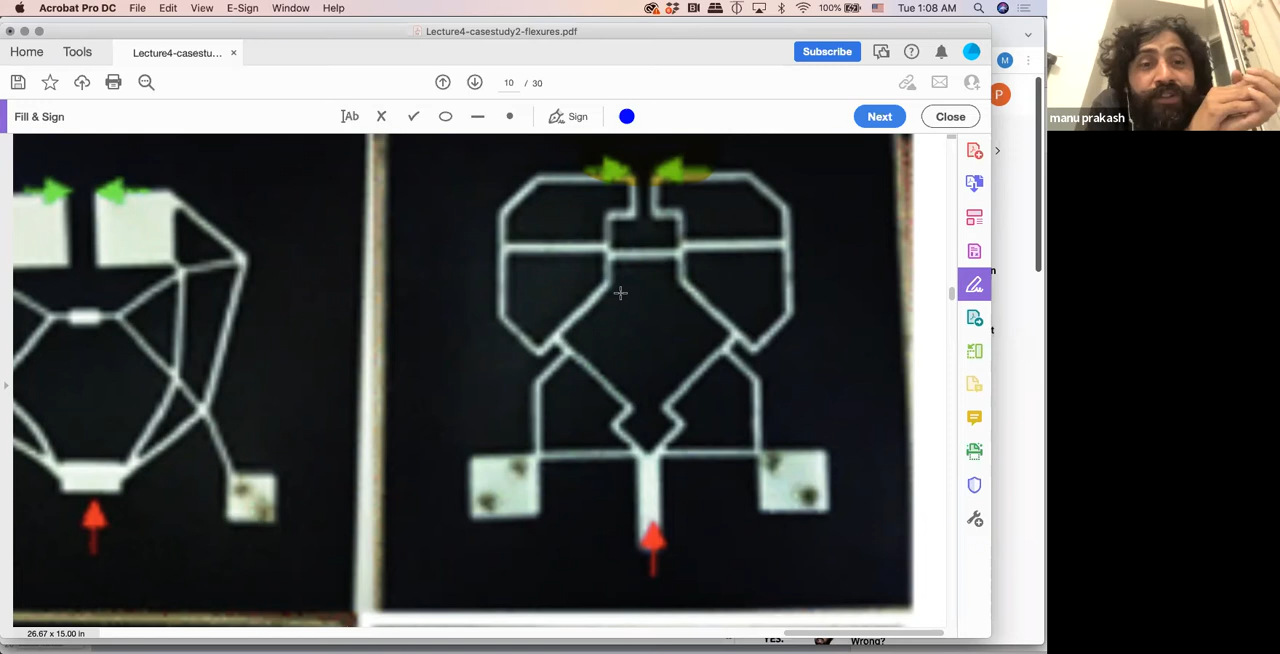 Acrobat Pro DC File Edit View E-Sign Window Help 100% Tue 1:08 AM
Lecture4-casestudy2-flexures.pdf
Home Tools Lecture4-casestu... × Subscribe
10 / 30
Fill & Sign Ab Sign Next Close
M
P
manu prakash
n
t
26.67 x 15.00 in
YES.
Wrong?